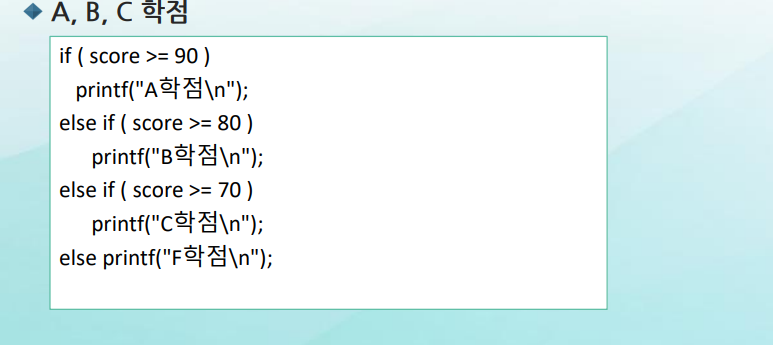 A, B, C 학점
if ( score >= 90 )
printf("A학점\n");
else if ( score >= 80 )
printf("B학점\n");
else if ( score >= 70 )
printf("C학점\n");
else printf("F학점\n");